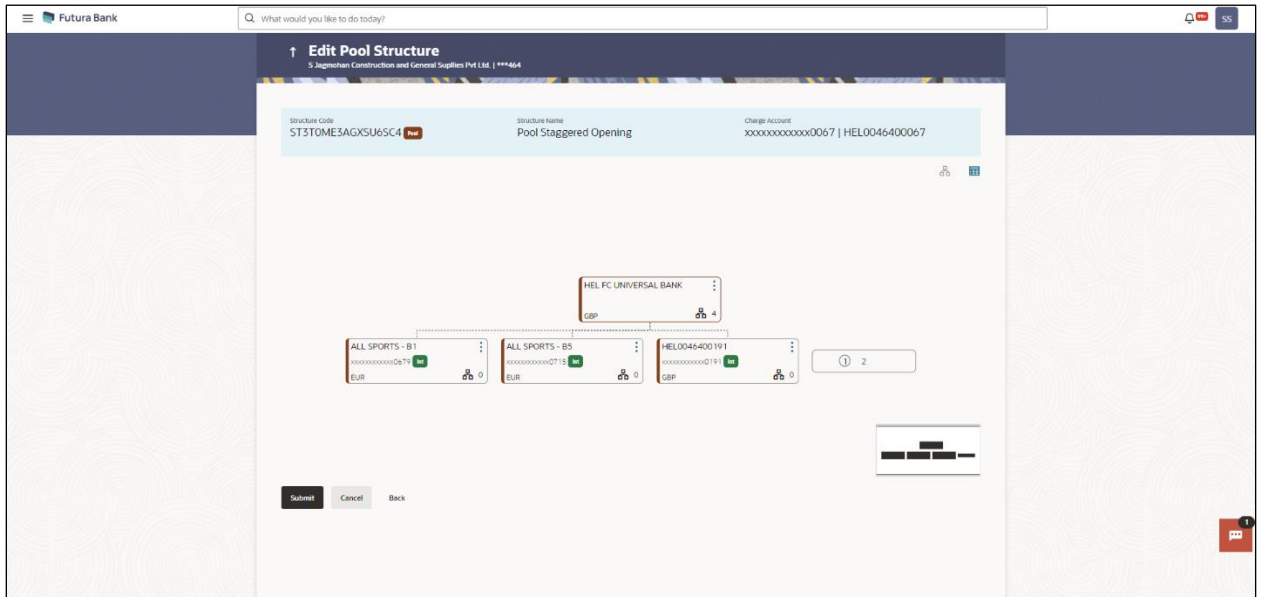 Futura Bank
What would you like to do today?
99+
SS
Edit Pool Structure
S Jagmohan Construction and General Supllies Pvt Ltd. | ***464
Structure Code
Structure Name
Charge Account
ST3T0ME3AGXSU6SC4 Pool
Pool Staggered Opening
xxxxxxxxxxxx0067 | HEL0046400067
HEL FC UNIVERSAL BANK
GBP
4
ALL SPORTS - B1
xxxxxxxxxxxx0679 Int
EUR
0
ALL SPORTS - B5
xxxxxxxxxxxx0715 Int
EUR
0
HEL0046400191
xxxxxxxxxxxx0191 Int
GBP
0
1 2
Submit
Cancel
Back
1